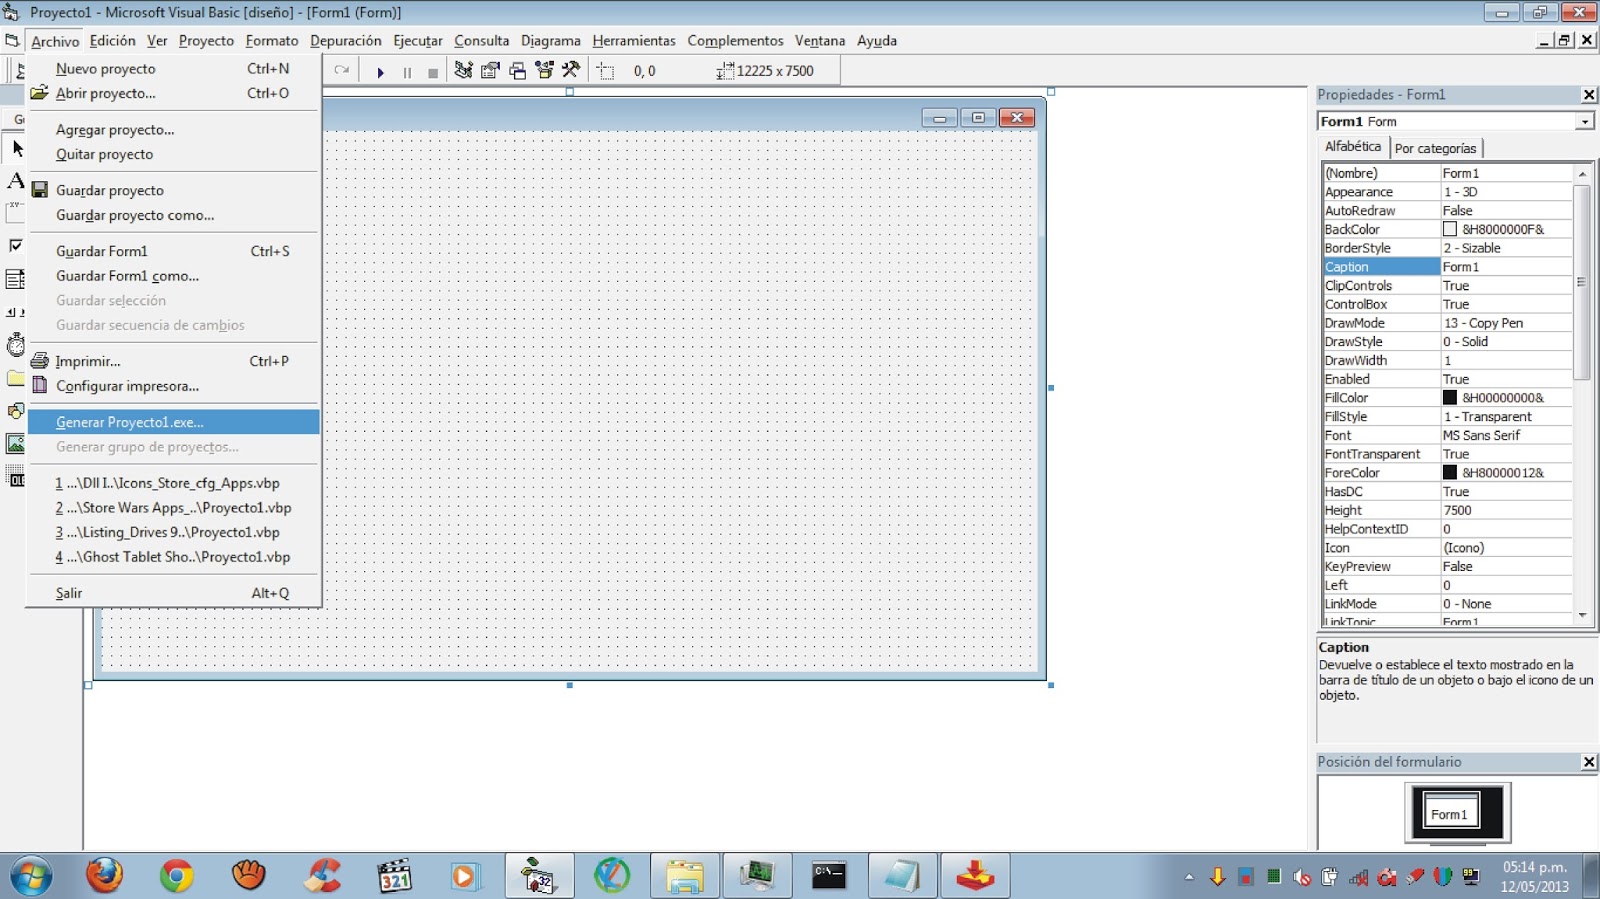 Proyecto1 - Microsoft Visual Basic [diseño] - [Form1 (Form)]
Archivo Edición Ver Proyecto Formato Depuración Ejecutar Consulta Diagrama Herramientas Complementos Ventana Ayuda
0, 0 12225 x 7500
Nuevo proyecto Ctrl+N
Abrir proyecto... Ctrl+O
Agregar proyecto...
Quitar proyecto
Guardar proyecto
Guardar proyecto como...
Guardar Form1 Ctrl+S
Guardar Form1 como...
Guardar selección
Guardar secuencia de cambios
Imprimir... Ctrl+P
Configurar impresora...
Generar Proyecto1.exe...
Generar grupo de proyectos...
1 ...\Dll I..\Icons_Store_cfg_Apps.vbp
2 ...\Store Wars Apps_..\Proyecto1.vbp
3 ...\Listing_Drives 9..\Proyecto1.vbp
4 ...\Ghost Tablet Sho..\Proyecto1.vbp
Salir Alt+Q
Propiedades - Form1
Form1 Form
Alfabética Por categorías
(Nombre) Form1
Appearance 1 - 3D
AutoRedraw False
BackColor &H8000000F&
BorderStyle 2 - Sizable
Caption Form1
ClipControls True
ControlBox True
DrawMode 13 - Copy Pen
DrawStyle 0 - Solid
DrawWidth 1
Enabled True
FillColor &H00000000&
FillStyle 1 - Transparent
Font MS Sans Serif
FontTransparent True
ForeColor &H80000012&
HasDC True
Height 7500
HelpContextID 0
Icon (Icono)
KeyPreview False
Left 0
LinkMode 0 - None
LinkTopic Form1
Caption
Devuelve o establece el texto mostrado en la
barra de título de un objeto o bajo el icono de un
objeto.
Posición del formulario
Form1
321
32
C:\
05:14 p.m.
12/05/2013